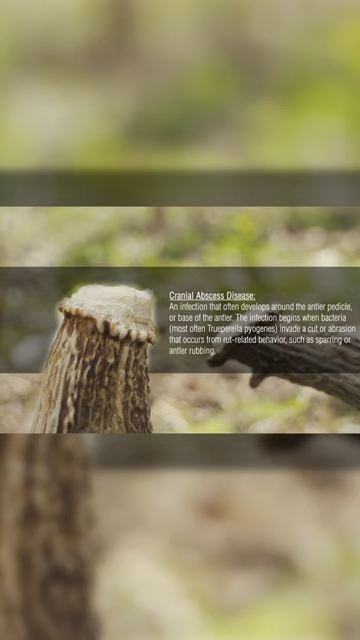 Cranial Abscess Disease:
An infection that often develops around the antler pedicle,
or base of the antler. The infection begins when bacteria
(most often Trueperella pyogenes) invade a cut or abrasion
that occurs from rut-related behavior, such as sparring or
antler rubbing.